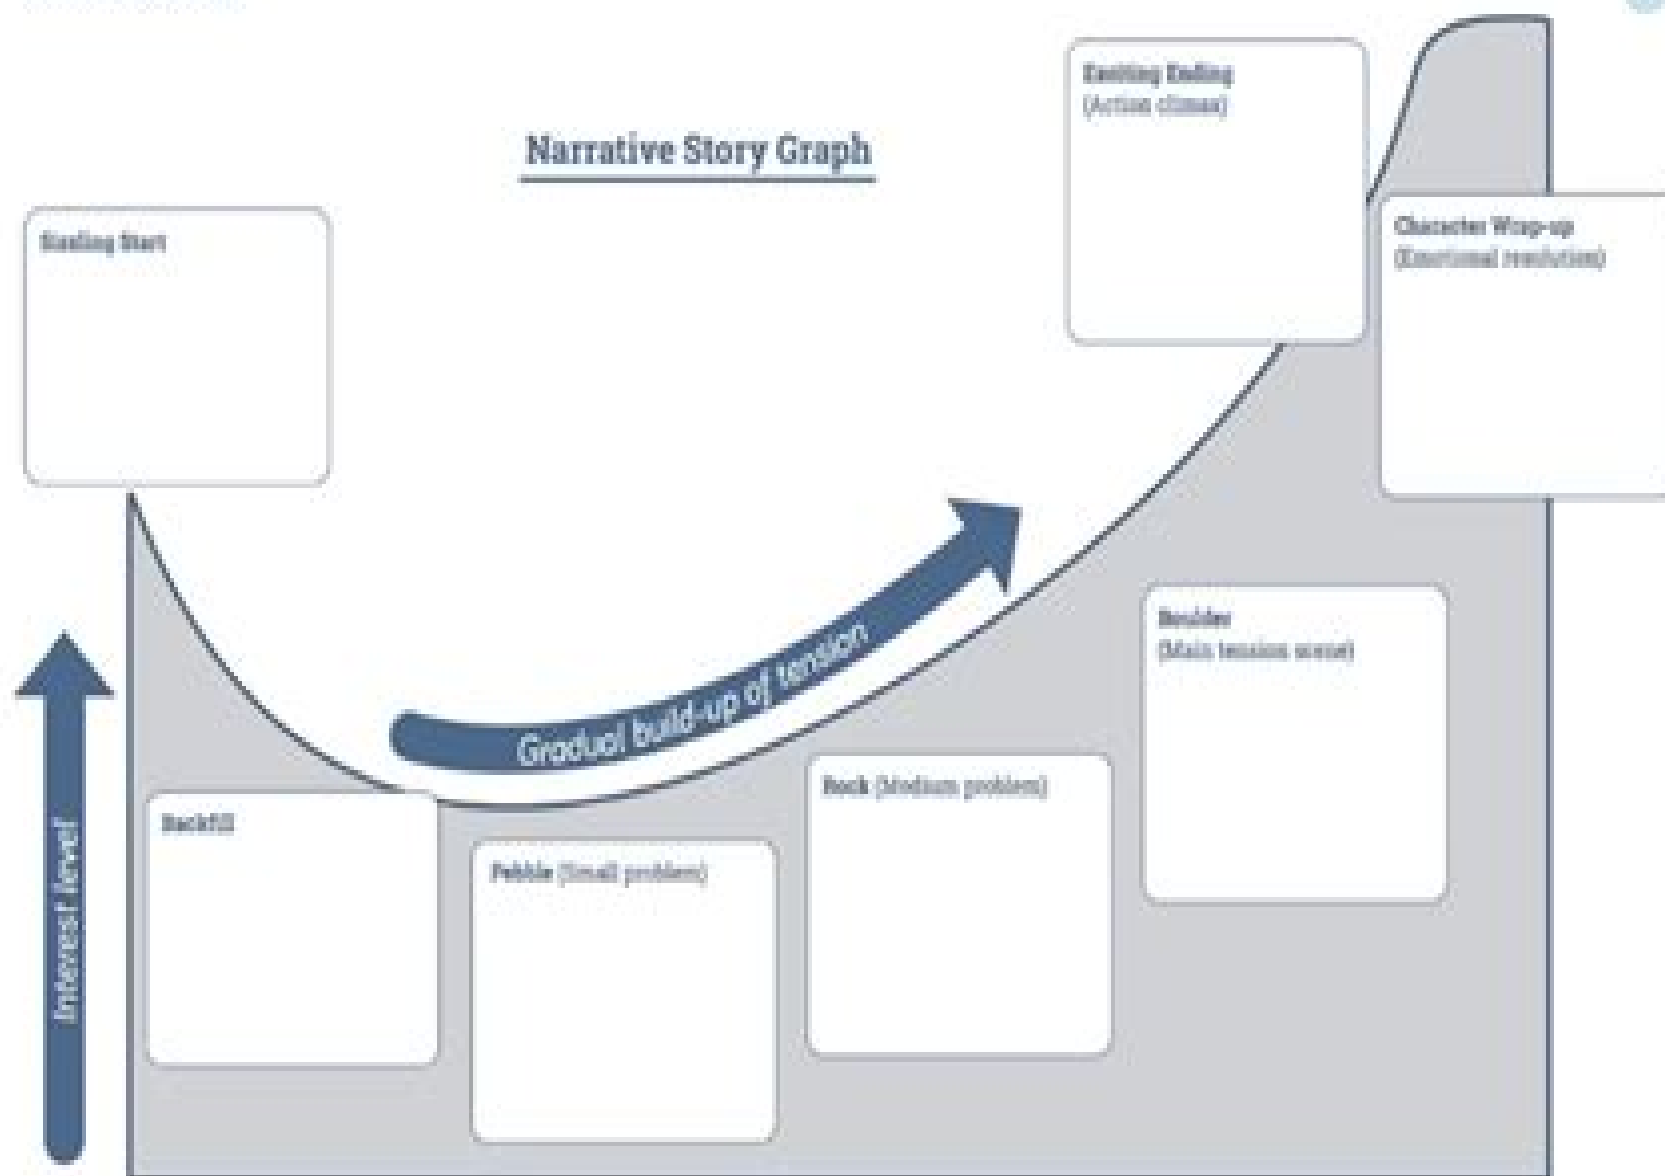 Narrative Story Graph
Sizzling Start
Exciting Ending
(Action climax)
Character Wrap-up
(Emotional resolution)
Gradual build-up of tension
Boulder
(Main tension scene)
Rock (Medium problem)
Backfill
Pebble (Small problem)
Interest level